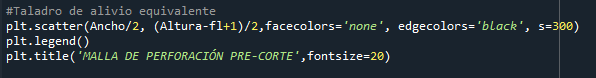 #Taladro de alivio equivalente
plt.scatter(Ancho/2, (Altura-fl+1)/2,facecolors='none', edgecolors='black', s=300)
plt.legend()
plt.title('MALLA DE PERFORACIÓN PRE-CORTE',fontsize=20)